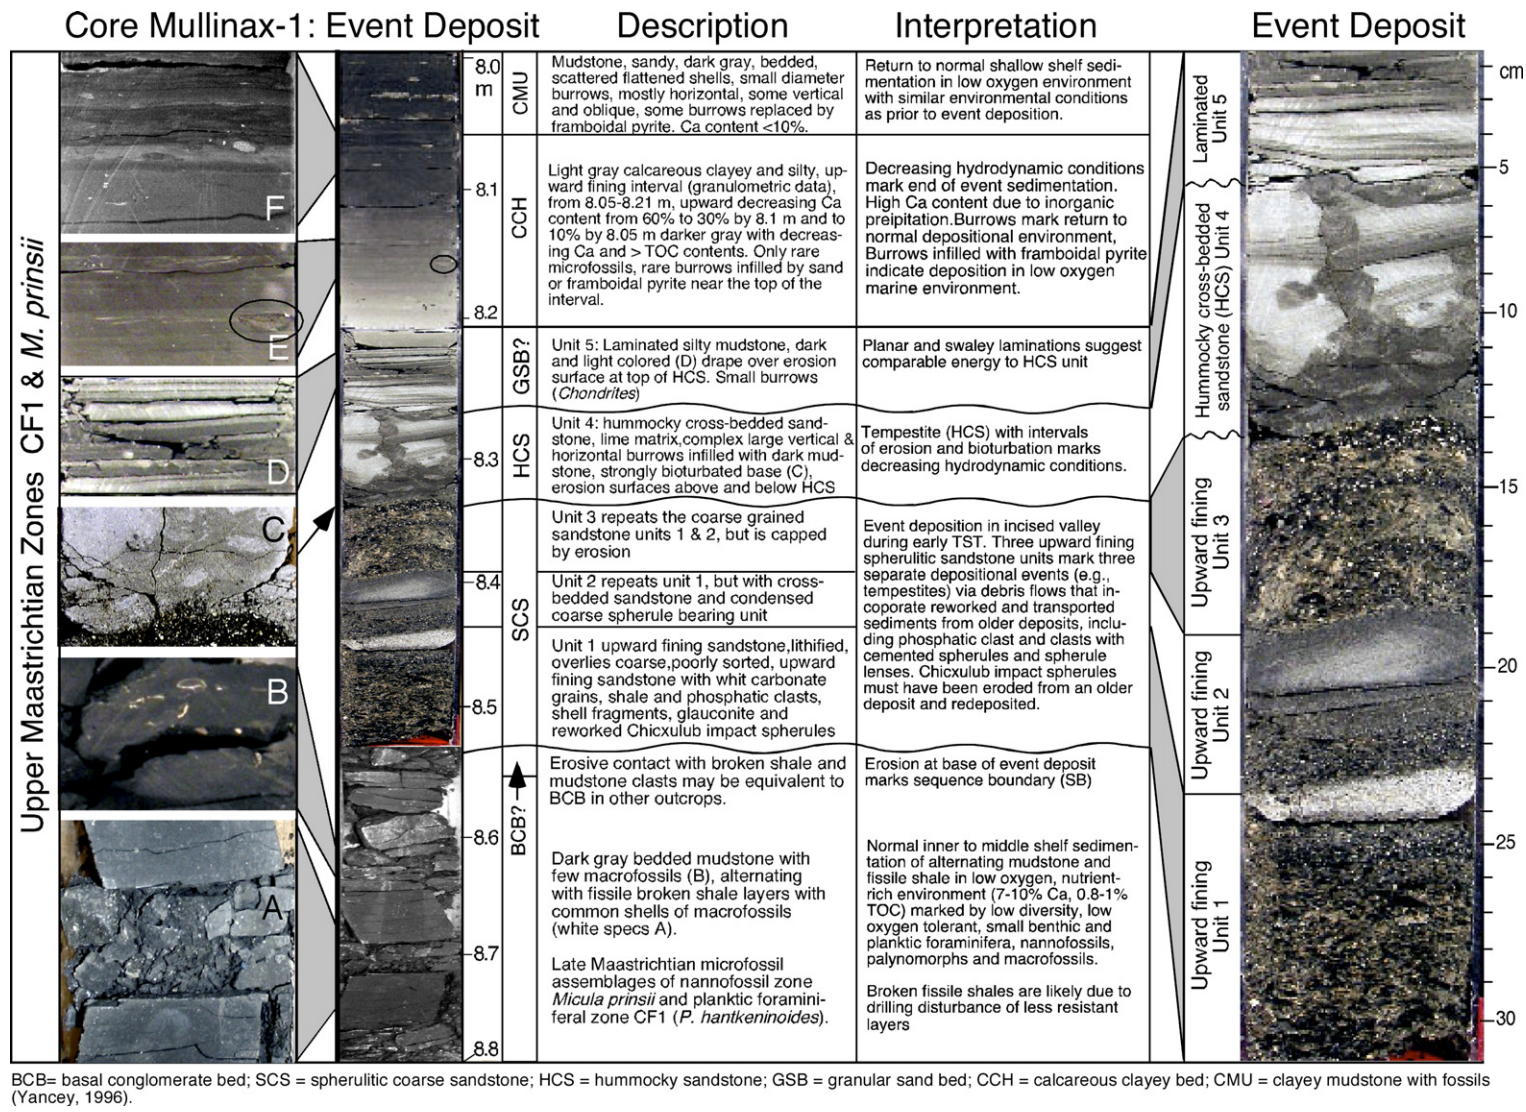 Core Mullinax-1: Event Deposit
Description
Interpretation
Event Deposit
Upper Maastrichtian Zones CF1 & M. prinsii
F
E
D
C
B
A
8.0
m
8.1
8.2
8.3
8.4
8.5
8.6
8.7
8.8
CMU
Mudstone, sandy, dark gray, bedded,
scattered flattened shells, small diameter
burrows, mostly horizontal, some vertical
and oblique, some burrows replaced by
framboidal pyrite. Ca content <10%.
Return to normal shallow shelf sedi-
mentation in low oxygen environment
with similar environmental conditions
as prior to event deposition.
CCH
Light gray calcareous clayey and silty, up-
ward fining interval (granulometric data),
from 8.05-8.21 m, upward decreasing Ca
content from 60% to 30% by 8.1 m and to
10% by 8.05 m darker gray with decreas-
ing Ca and > TOC contents. Only rare
microfossils, rare burrows infilled by sand
or framboidal pyrite near the top of the
interval.
Decreasing hydrodynamic conditions
mark end of event sedimentation.
High Ca content due to inorganic
preipitation.Burrows mark return to
normal depositional environment,
Burrows infilled with framboidal pyrite
indicate deposition in low oxygen
marine environment.
GSB?
Unit 5: Laminated silty mudstone, dark
and light colored (D) drape over erosion
surface at top of HCS. Small burrows
(Chondrites)
Planar and swaley laminations suggest
comparable energy to HCS unit
HCS
Unit 4: hummocky cross-bedded sand-
stone, lime matrix,complex large vertical &
horizontal burrows infilled with dark mud-
stone, strongly bioturbated base (C),
erosion surfaces above and below HCS
Tempestite (HCS) with intervals
of erosion and bioturbation marks
decreasing hydrodynamic conditions.
SCS
Unit 3 repeats the coarse grained
sandstone units 1 & 2, but is capped
by erosion
Unit 2 repeats unit 1, but with cross-
bedded sandstone and condensed
coarse spherule bearing unit
Unit 1 upward fining sandstone,lithified,
overlies coarse,poorly sorted, upward
fining sandstone with whit carbonate
grains, shale and phosphatic clasts,
shell fragments, glauconite and
reworked Chicxulub impact spherules
Event deposition in incised valley
during early TST. Three upward fining
spherulitic sandstone units mark three
separate depositional events (e.g.,
tempestites) via debris flows that in-
coporate reworked and transported
sediments from older deposits, inclu-
ding phosphatic clast and clasts with
cemented spherules and spherule
lenses. Chicxulub impact spherules
must have been eroded from an older
deposit and redeposited.
BCB?
Erosive contact with broken shale and
mudstone clasts may be equivalent to
BCB in other outcrops.
Erosion at base of event deposit
marks sequence boundary (SB)
Dark gray bedded mudstone with
few macrofossils (B), alternating
with fissile broken shale layers with
common shells of macrofossils
(white specs A).
Late Maastrichtian microfossil
assemblages of nannofossil zone
Micula prinsii and planktic foramini-
feral zone CF1 (P. hantkeninoides).
Normal inner to middle shelf sedimen-
tation of alternating mudstone and
fissile shale in low oxygen, nutrient-
rich environment (7-10% Ca, 0.8-1%
TOC) marked by low diversity, low
oxygen tolerant, small benthic and
planktic foraminifera, nannofossils,
palynomorphs and macrofossils.
Broken fissile shales are likely due to
drilling disturbance of less resistant
layers
Laminated
Unit 5
Hummocky cross-bedded
sandstone (HCS) Unit 4
Upward fining
Unit 3
Upward fining
Unit 2
Upward fining
Unit 1
cm
5
10
15
20
25
30
BCB= basal conglomerate bed; SCS = spherulitic coarse sandstone; HCS = hummocky sandstone; GSB = granular sand bed; CCH = calcareous clayey bed; CMU = clayey mudstone with fossils
(Yancey, 1996).